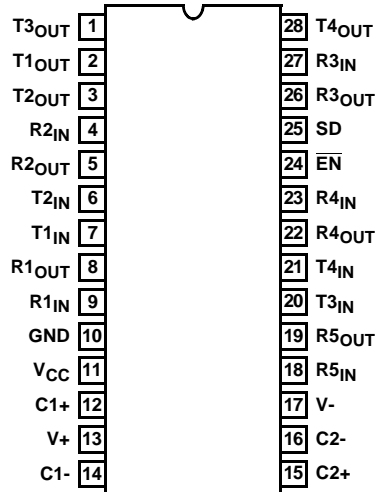 T3OUT 1 28 T4OUT
T1OUT 2 27 R3IN
T2OUT 3 26 R3OUT
R2IN 4 25 SD
R2OUT 5 24 EN
T2IN 6 23 R4IN
T1IN 7 22 R4OUT
R1OUT 8 21 T4IN
R1IN 9 20 T3IN
GND 10 19 R5OUT
VCC 11 18 R5IN
C1+ 12 17 V-
V+ 13 16 C2-
C1- 14 15 C2+